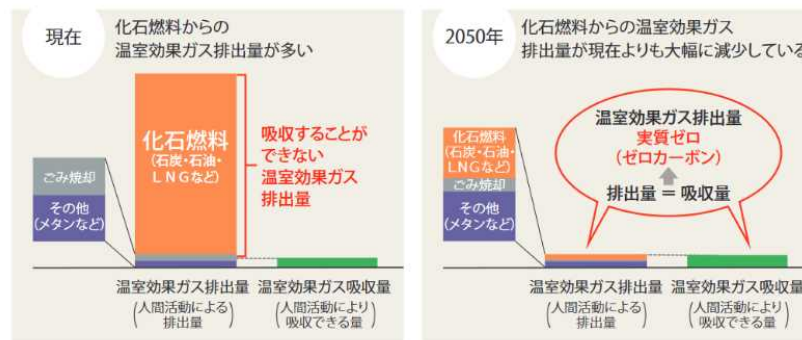 現在
化石燃料からの
温室効果ガス排出量が多い
化石燃料
(石炭・石油・
LNGなど)
吸収することが
できない
温室効果ガス
排出量
ごみ焼却
その他
(メタンなど)
温室効果ガス排出量
(人間活動による
排出量)
温室効果ガス吸収量
(人間活動により
吸収できる量)
2050年
化石燃料からの温室効果ガス
排出量が現在よりも大幅に減少している
温室効果ガス排出量
実質ゼロ
(ゼロカーボン)
排出量 = 吸収量
化石燃料
(石炭・石油・
LNGなど)
ごみ焼却
その他
(メタンなど)
温室効果ガス排出量
(人間活動による
排出量)
温室効果ガス吸収量
(人間活動により
吸収できる量)